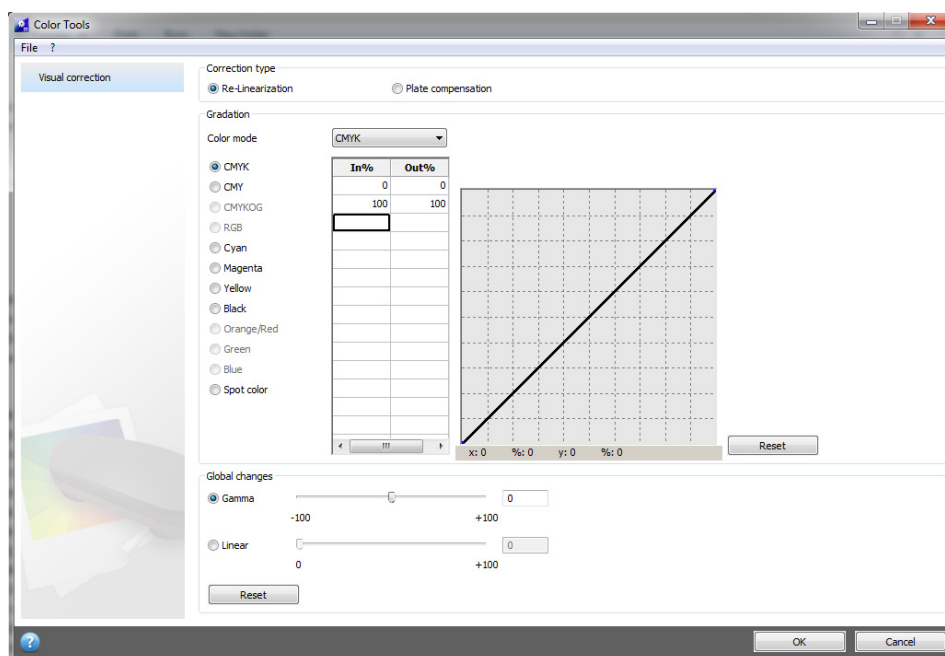 Color Tools
File ?
Visual correction
Correction type
Re-Linearization Plate compensation
Gradation
Color mode CMYK
CMYK
CMY
CMYKOG
RGB
Cyan
Magenta
Yellow
Black
Orange/Red
Green
Blue
Spot color
In% Out%
0 0
100 100
x: 0 %: 0 y: 0 %: 0
Reset
Global changes
Gamma 0
-100 +100
Linear 0
0 +100
Reset
? OK Cancel